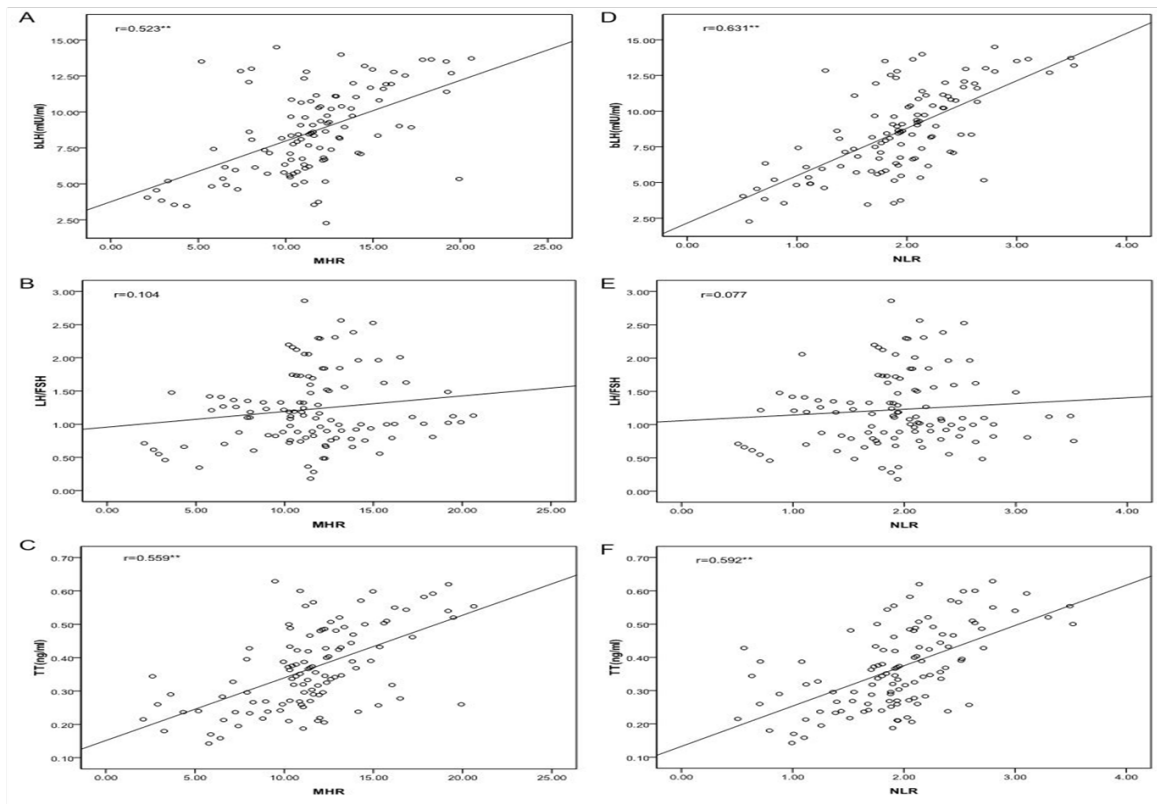 A
r=0.523**
bLH(mIU/ml)
15.00
12.50
10.00
7.50
5.00
2.50
0.00 5.00 10.00 15.00 20.00 25.00
MHR
D
r=0.631**
bLH(mIU/ml)
15.00
12.50
10.00
7.50
5.00
2.50
0.00 1.00 2.00 3.00 4.00
NLR
B
r=0.104
LH/FSH
3.00
2.50
2.00
1.50
1.00
0.50
0.00
0.00 5.00 10.00 15.00 20.00 25.00
MHR
E
r=0.077
LH/FSH
3.00
2.50
2.00
1.50
1.00
0.50
0.00
0.00 1.00 2.00 3.00 4.00
NLR
C
r=0.559**
TT(ng/ml)
0.70
0.60
0.50
0.40
0.30
0.20
0.10
0.00 5.00 10.00 15.00 20.00 25.00
MHR
F
r=0.592**
TT(ng/ml)
0.70
0.60
0.50
0.40
0.30
0.20
0.10
0.00 1.00 2.00 3.00 4.00
NLR